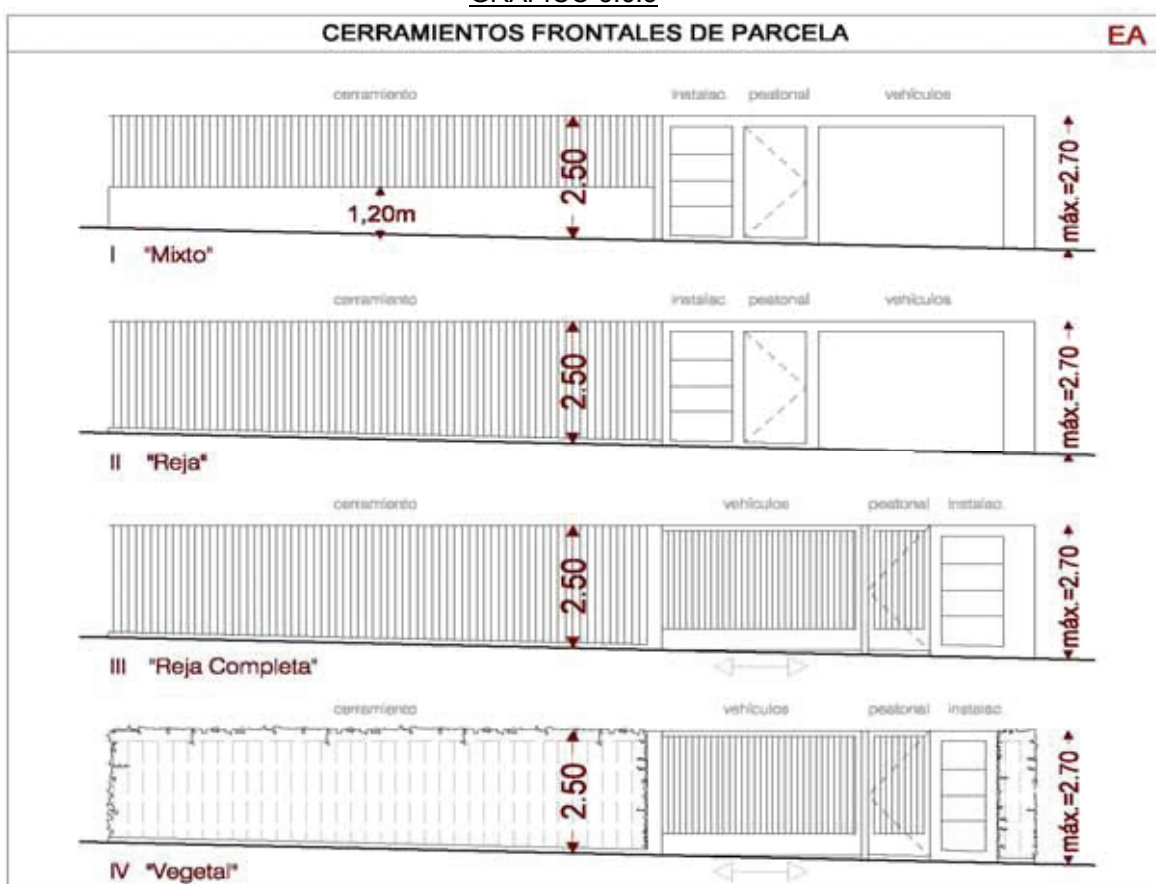 CERRAMIENTOS FRONTALES DE PARCELA EA
cerramiento instalac. peatonal vehículos
2.50
máx.=2.70
1,20m
I "Mixto"
cerramiento instalac. peatonal vehículos
2.50
máx.=2.70
II "Reja"
cerramiento vehículos peatonal instalac.
2.50
máx.=2.70
III "Reja Completa"
cerramiento vehículos peatonal instalac.
2.50
máx.=2.70
IV "Vegetal"